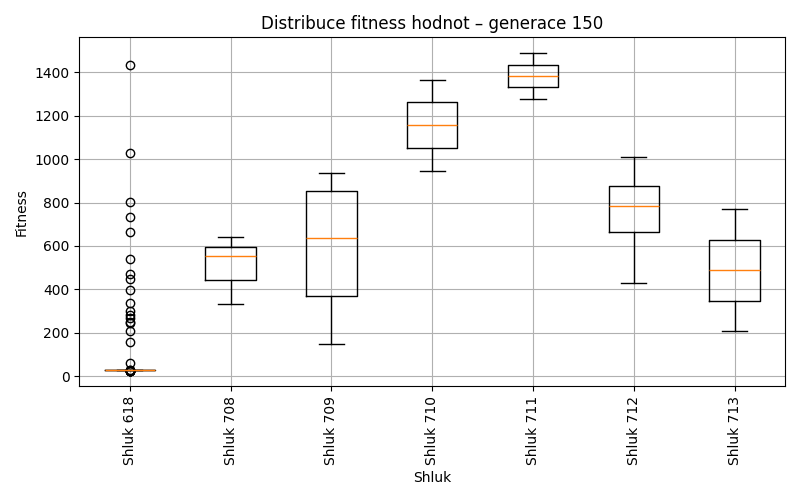 Distribuce fitness hodnot – generace 150
Fitness
1400
1200
1000
800
600
400
200
0
Shluk 618
Shluk 708
Shluk 709
Shluk 710
Shluk 711
Shluk 712
Shluk 713
Shluk